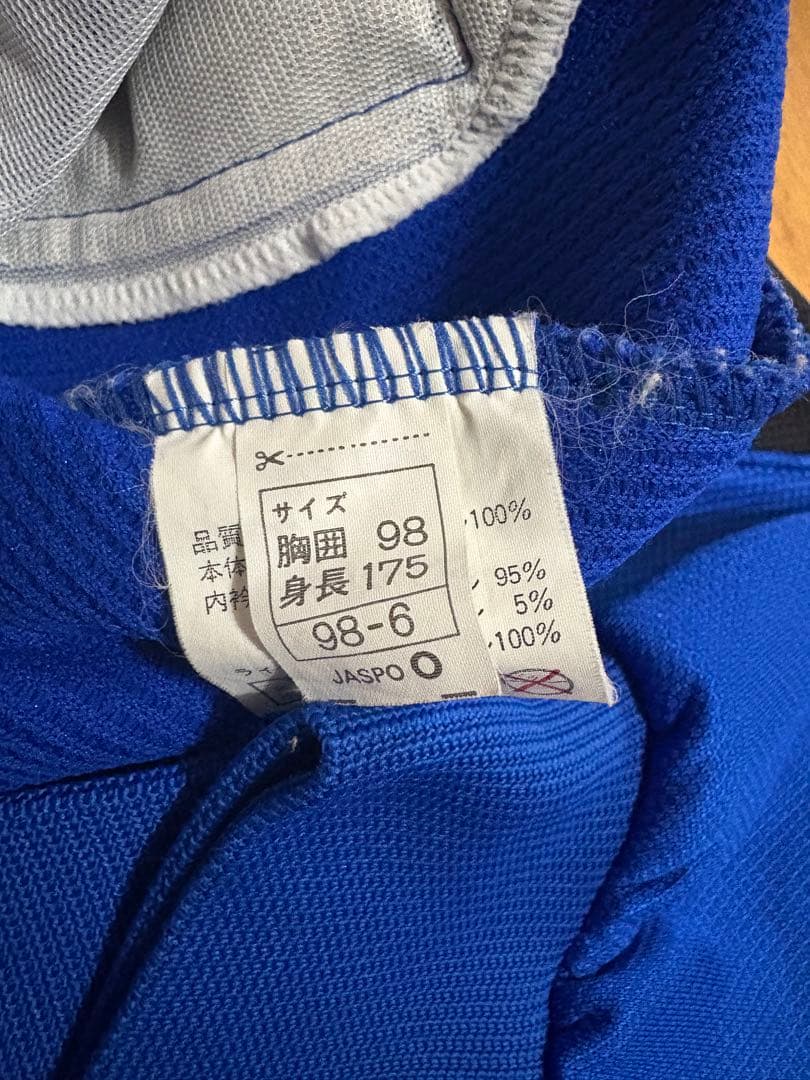 サイズ
胸囲 98
身長 175
98-6
JASPO O
品質
本体
内衿
100%
95%
5%
100%